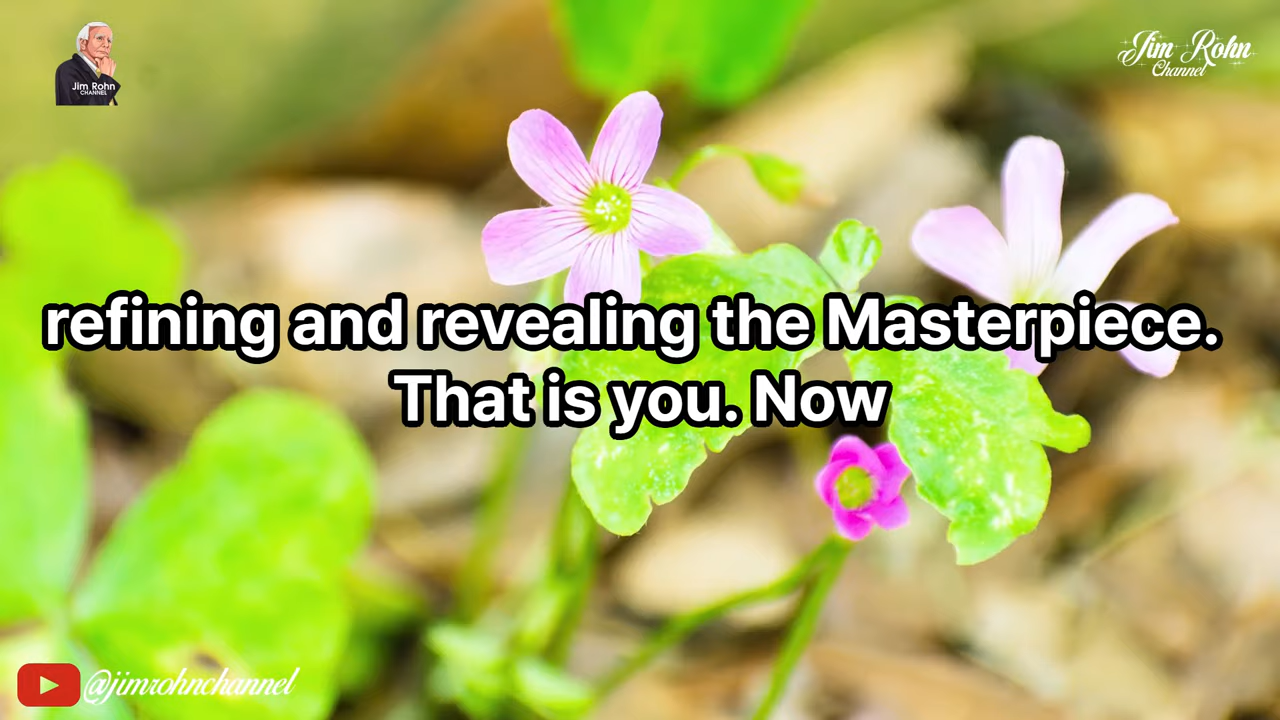 Jim Rohn
CHANNEL
Jim Rohn
Channel
refining and revealing the Masterpiece.
That is you. Now
@jimrohnchannel